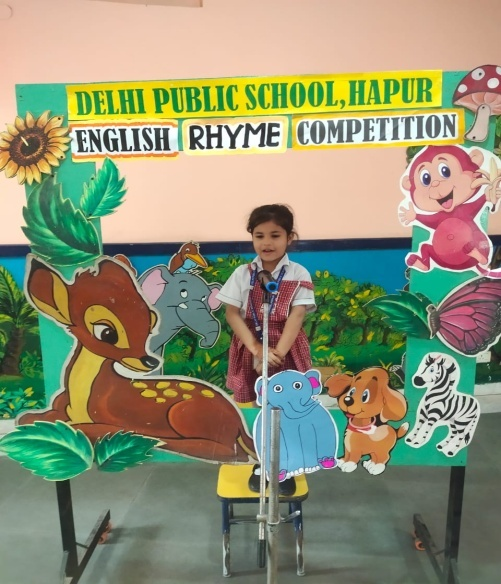 DELHI PUBLIC SCHOOL, HAPUR
ENGLISH RHYME COMPETITION